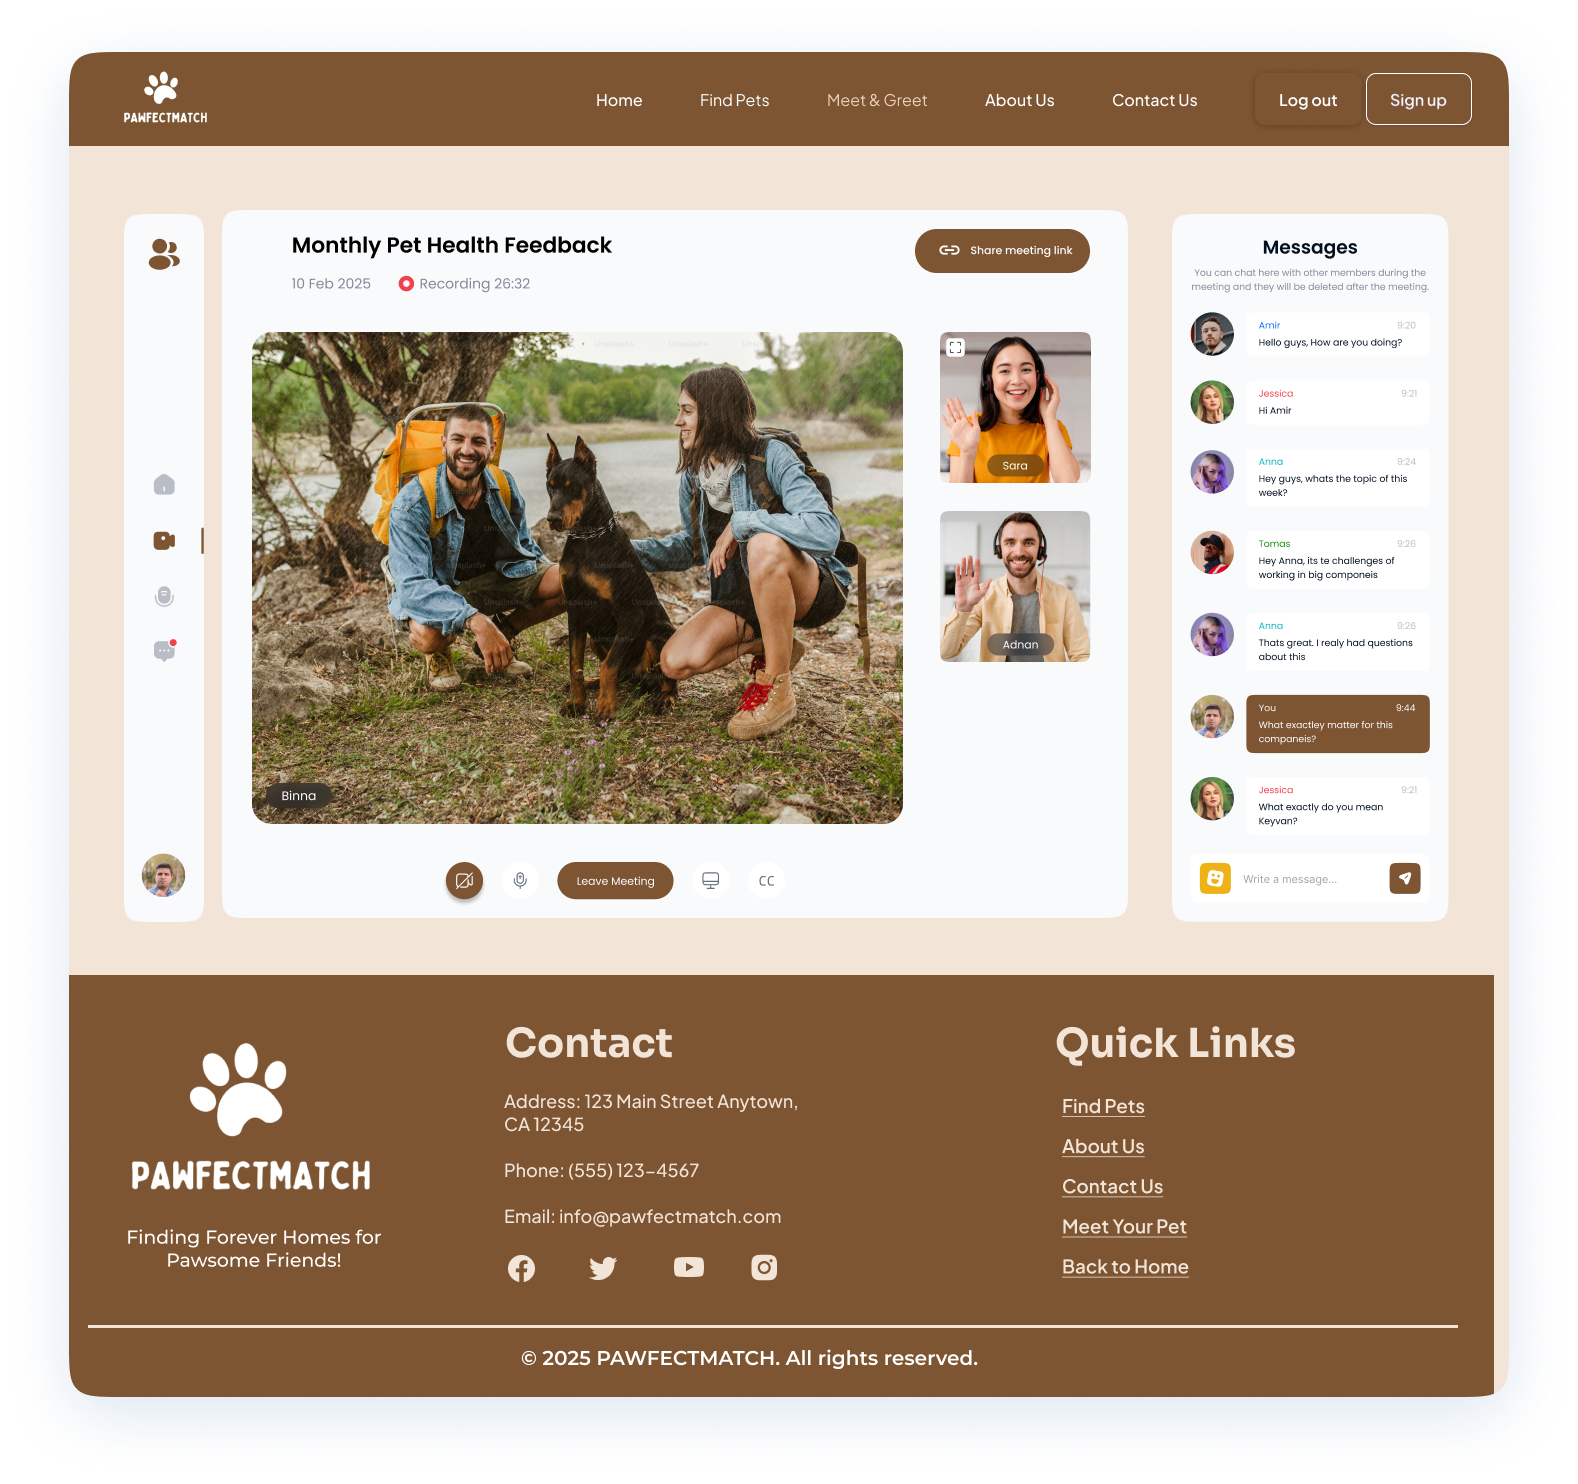 PAWFECTMATCH
Home
Find Pets
Meet & Greet
About Us
Contact Us
Log out
Sign up
Monthly Pet Health Feedback
10 Feb 2025
Recording 26:32
Share meeting link
Unsplash+
Unsplash+
Unsplash+
Unsplash+
Unsplash+
Unsplash+
Unsplash+
Unsplash+
Binna
Sara
Adnan
Leave Meeting
CC
Messages
You can chat here with other members during the
meeting and they will be deleted after the meeting.
Amir
9:20
Hello guys, How are you doing?
Jessica
9:21
Hi Amir
Anna
9:24
Hey guys, whats the topic of this
week?
Tomas
9:26
Hey Anna, its te challenges of
working in big componeis
Anna
9:26
Thats great. I realy had questions
about this
You
9:44
What exactley matter for this
companeis?
Jessica
9:21
What exactly do you mean
Keyvan?
Write a message...
PAWFECTMATCH
Finding Forever Homes for
Pawsome Friends!
Contact
Address: 123 Main Street Anytown,
CA 12345
Phone: (555) 123-4567
Email: info@pawfectmatch.com
Quick Links
Find Pets
About Us
Contact Us
Meet Your Pet
Back to Home
© 2025 PAWFECTMATCH. All rights reserved.